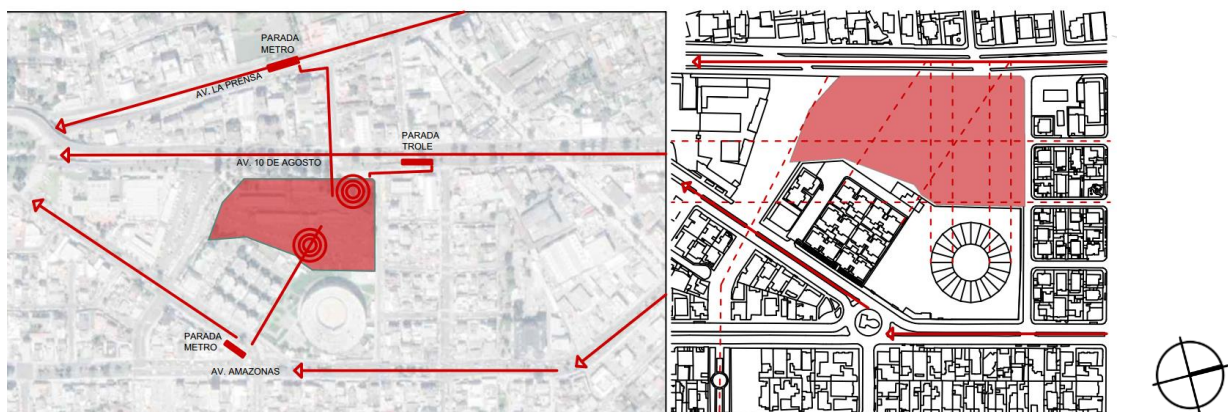 PARADA
METRO
AV. LA PRENSA
PARADA
TROLE
AV. 10 DE AGOSTO
PARADA
METRO
AV. AMAZONAS